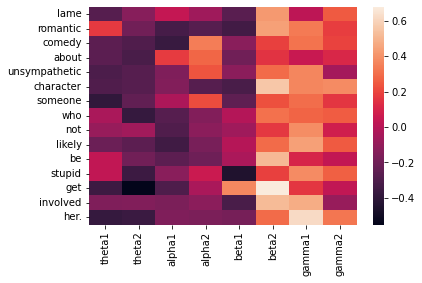 lame
romantic
comedy
about
unsympathetic
character
someone
who
not
likely
be
stupid
get
involved
her.
theta1
theta2
alpha1
alpha2
beta1
beta2
gamma1
gamma2
0.6
0.4
0.2
0.0
−0.2
−0.4